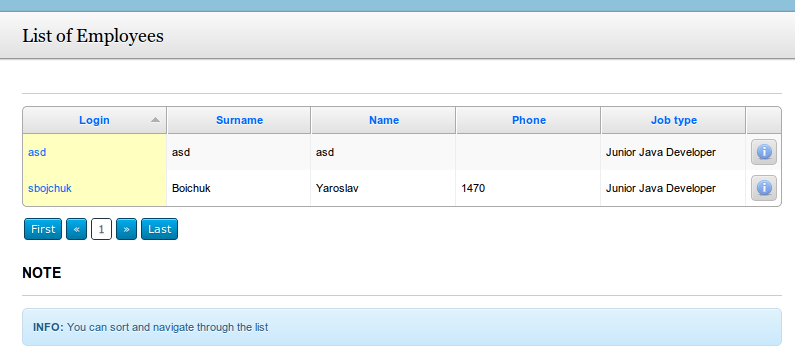 List of Employees
Login Surname Name Phone Job type
asd asd asd Junior Java Developer
sbojchuk Boichuk Yaroslav 1470 Junior Java Developer
First « 1 » Last
NOTE
INFO: You can sort and navigate through the list